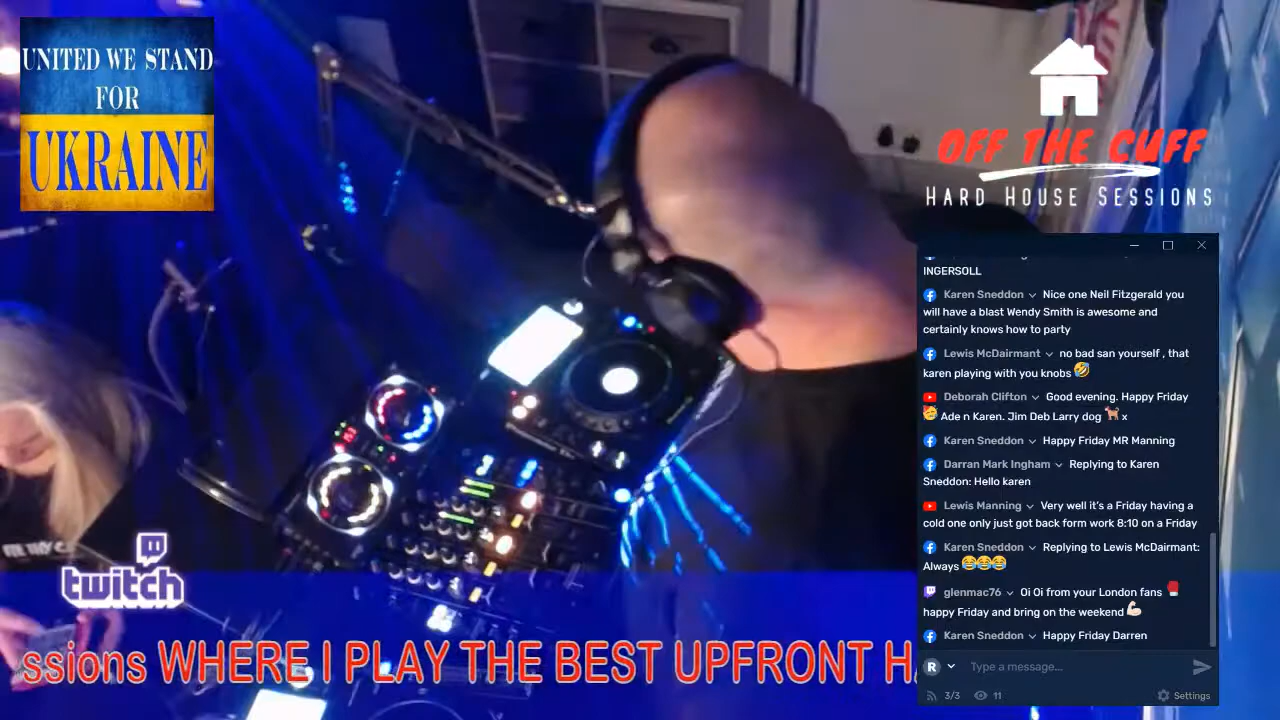 UNITED WE STAND
FOR
UKRAINE
OFF THE CUFF
HARD HOUSE SESSIONS
INGERSOLL
Karen Sneddon Nice one Neil Fitzgerald you
will have a blast Wendy Smith is awesome and
certainly knows how to party
Lewis McDairmant no bad san yourself , that
karen playing with you knobs 🤣
Deborah Clifton Good evening. Happy Friday
🥳 Ade n Karen. Jim Deb Larry dog 🐕 x
Karen Sneddon Happy Friday MR Manning
Darran Mark Ingham Replying to Karen
Sneddon: Hello karen
Lewis Manning Very well it's a Friday having a
cold one only just got back form work 8:10 on a Friday
Karen Sneddon Replying to Lewis McDairmant:
Always 😂😂😂
glenmac76 Oi Oi from your London fans
happy Friday and bring on the weekend 💪🏻
Karen Sneddon Happy Friday Darren
R Type a message...
3/3 11 Settings
twitch
ssions WHERE I PLAY THE BEST UPFRONT HA